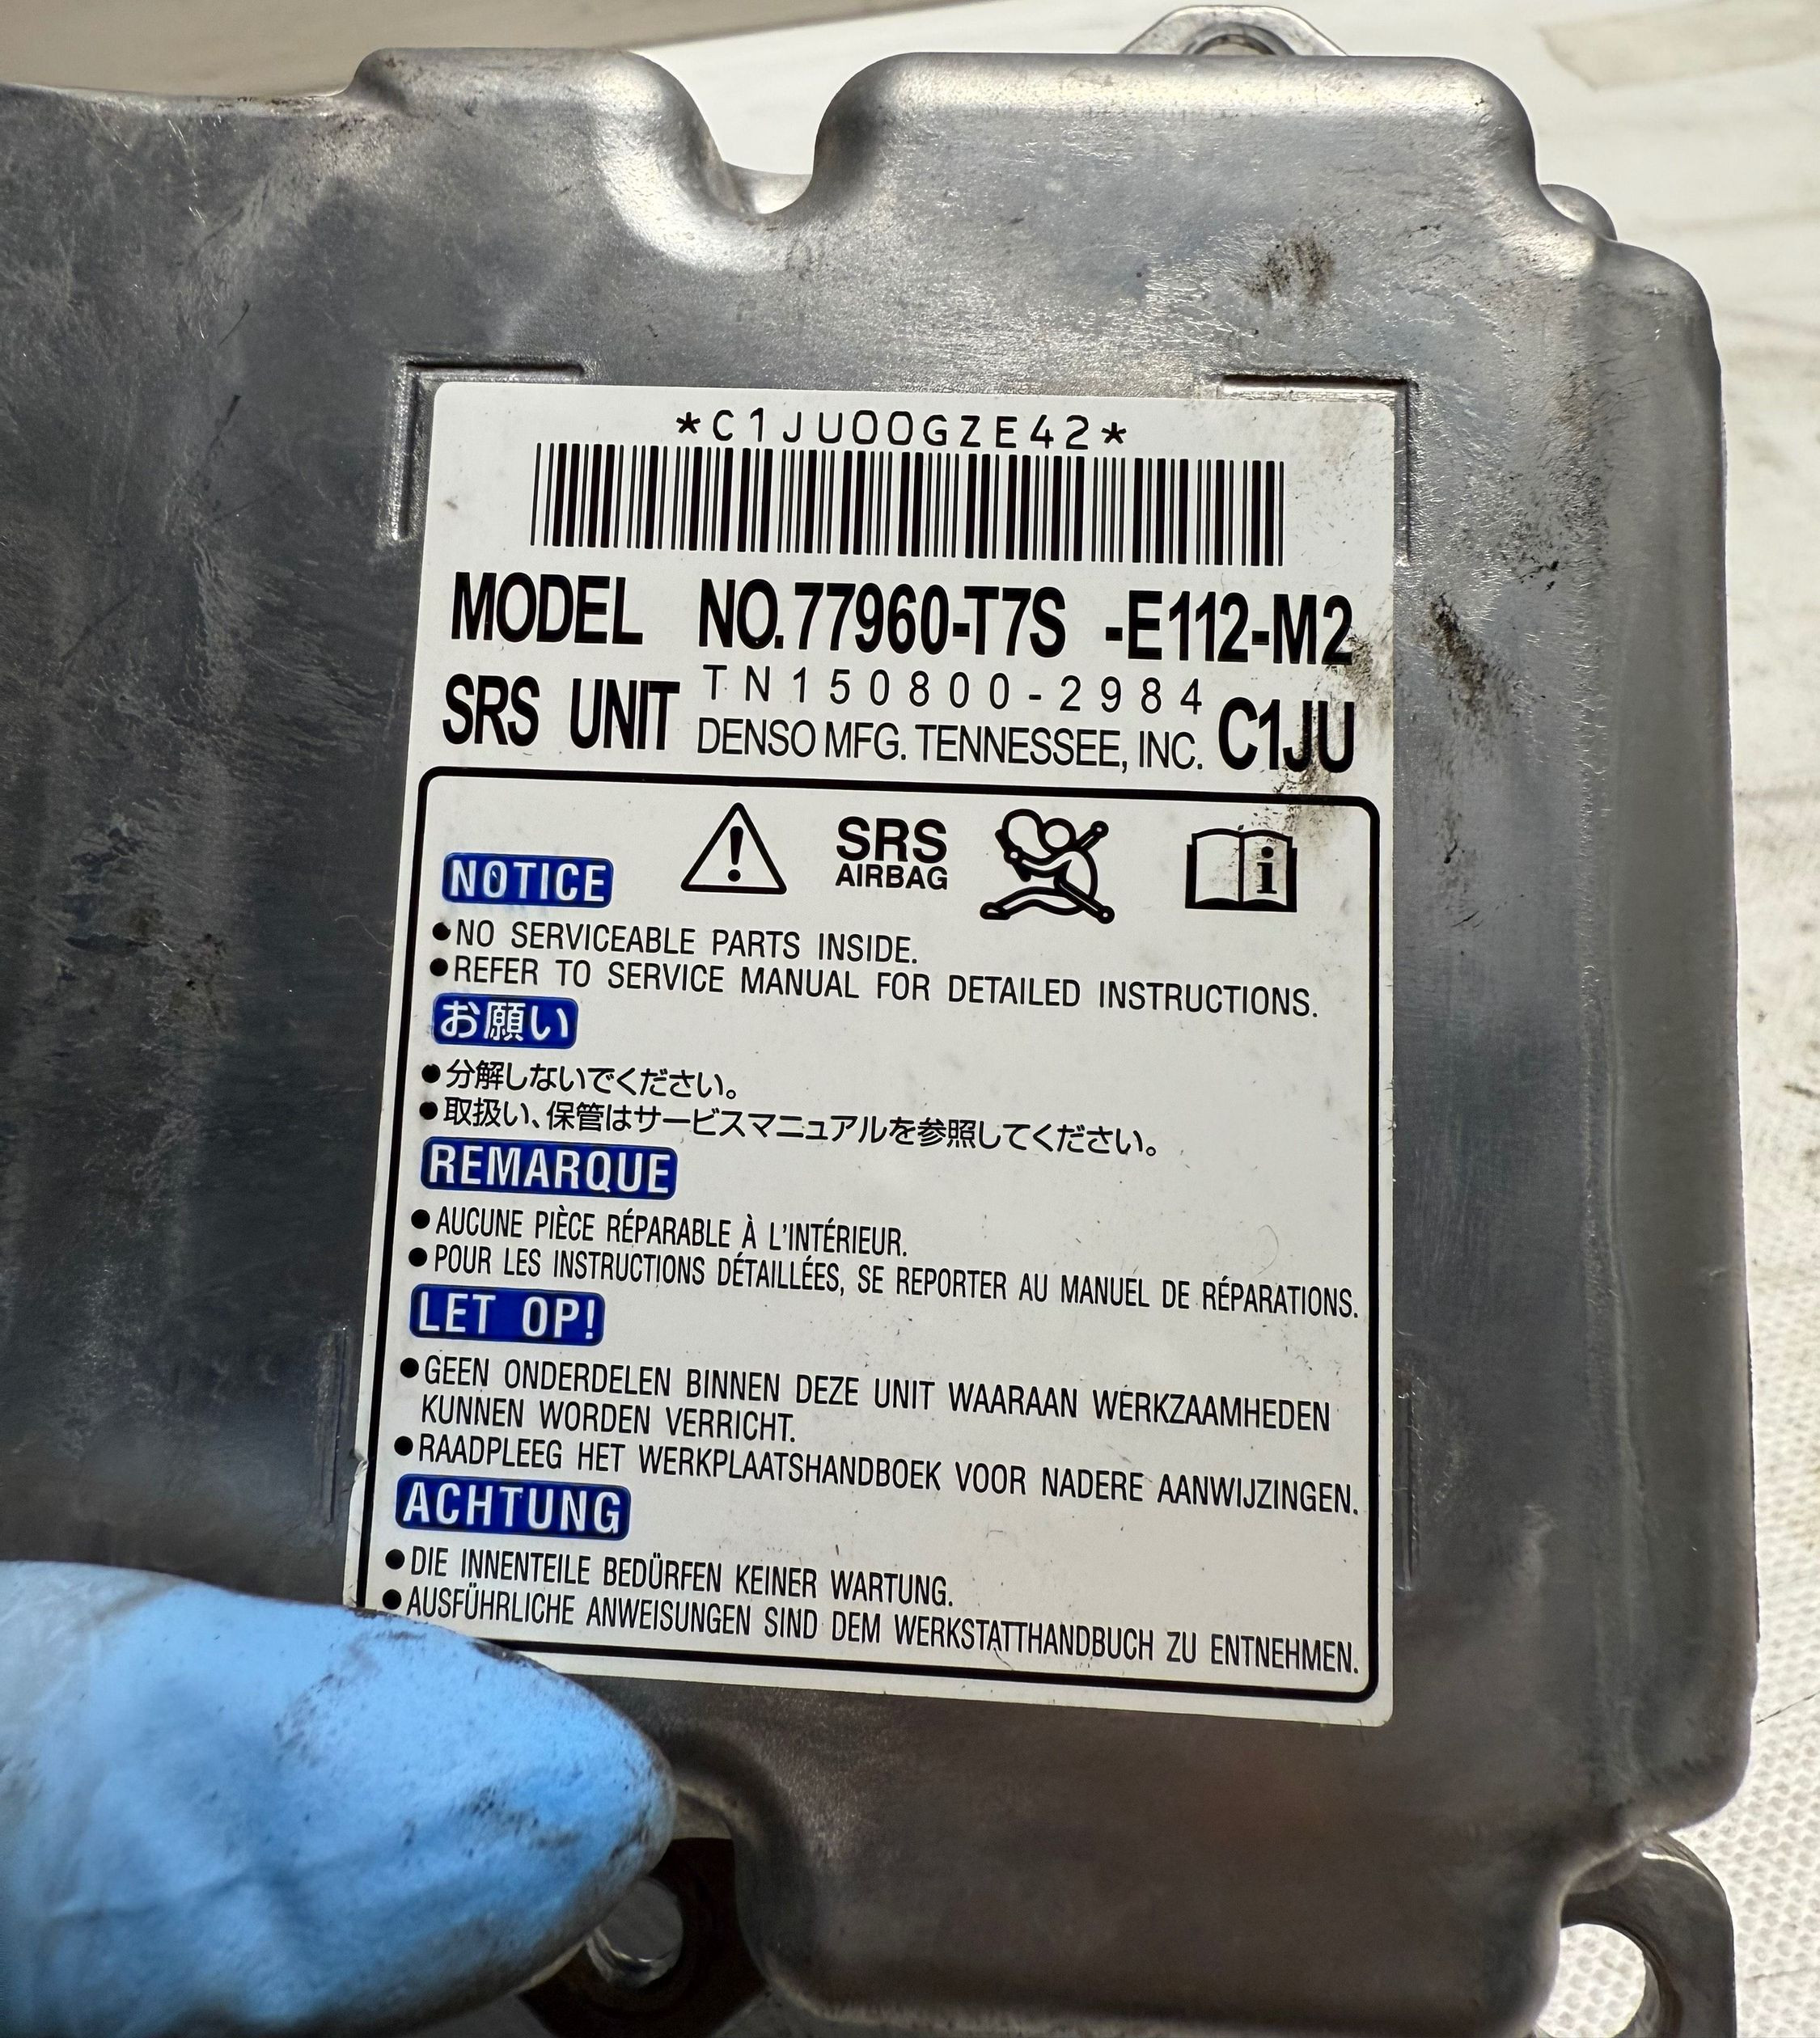 *C1JU00GZE42*
MODEL NO.77960-T7S -E112-M2
SRS UNIT TN150800-2984 C1JU
DENSO MFG. TENNESSEE, INC.
NOTICE
SRS
AIRBAG
i
●NO SERVICEABLE PARTS INSIDE.
●REFER TO SERVICE MANUAL FOR DETAILED INSTRUCTIONS.
お願い
●分解しないでください。
●取扱い、保管はサービスマニュアルを参照してください。
REMARQUE
●AUCUNE PIÈCE RÉPARABLE À L'INTÉRIEUR.
●POUR LES INSTRUCTIONS DÉTAILLÉES, SE REPORTER AU MANUEL DE RÉPARATIONS.
LET OP!
●GEEN ONDERDELEN BINNEN DEZE UNIT WAARAAN WERKZAAMHEDEN
KUNNEN WORDEN VERRICHT.
●RAADPLEEG HET WERKPLAATSHANDBOEK VOOR NADERE AANWIJZINGEN.
ACHTUNG
●DIE INNENTEILE BEDÜRFEN KEINER WARTUNG.
●AUSFÜHRLICHE ANWEISUNGEN SIND DEM WERKSTATTHANDBUCH ZU ENTNEHMEN.